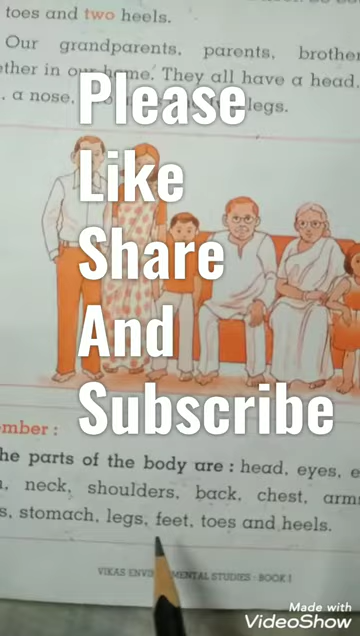 toes and two heels.
Our grandparents, parents, brother
in our home. They all have a head.
a nose, legs.
Please
Like
Share
And
Subscribe
mber :
he parts of the body are : head, eyes, e
neck, shoulders, back, chest, arm
s, stomach, legs, feet, toes and heels.
VIKAS ENVIR MENTAL STUDIES : BOOK I
Made with
VideoShow